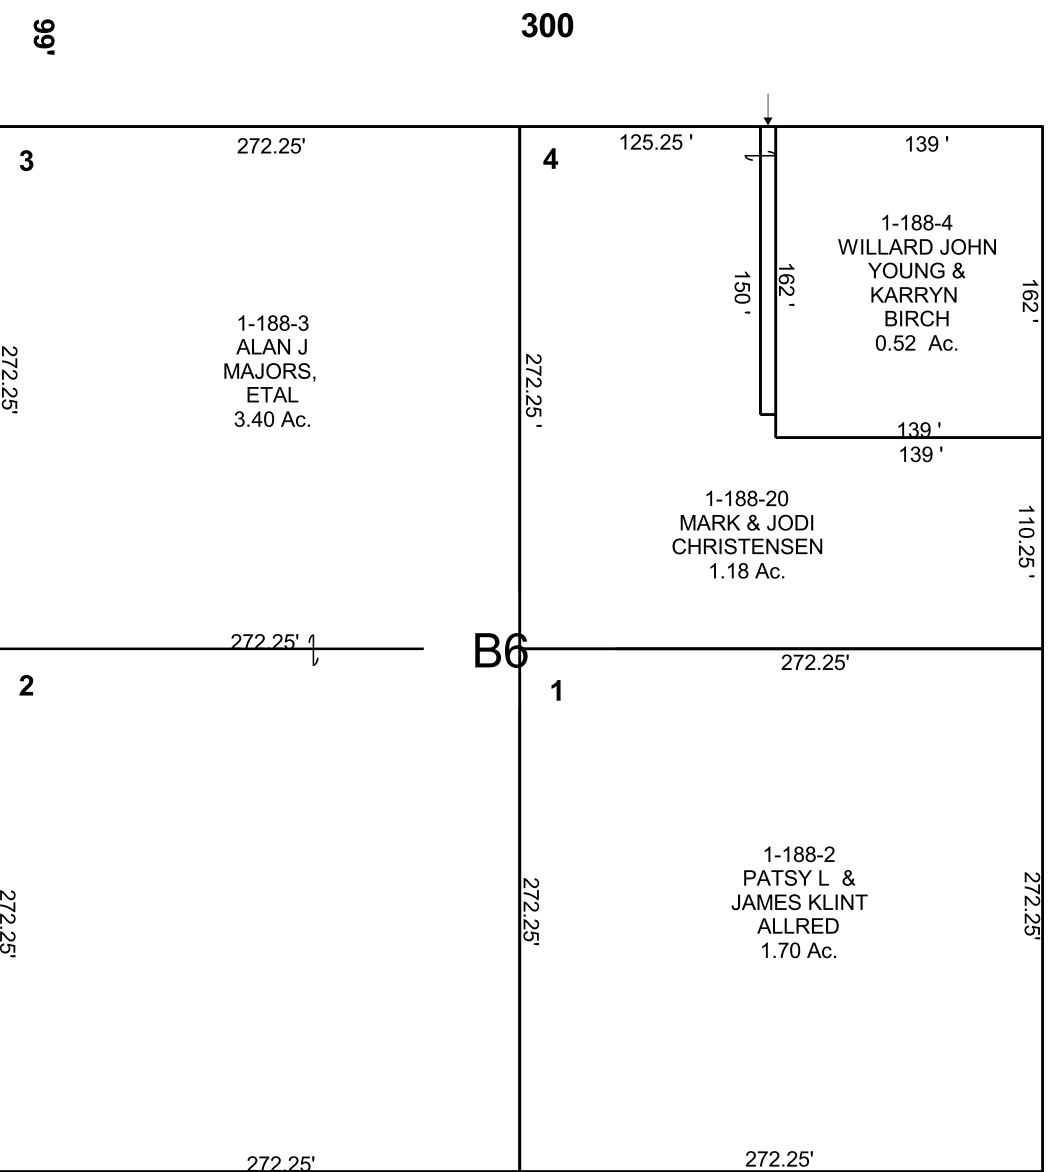 99'
300
272.25'
125.25 '
139 '
3
4
1-188-4
WILLARD JOHN
YOUNG &
KARRYN
BIRCH
0.52 Ac.
150 '
162 '
162 '
1-188-3
ALAN J
MAJORS,
ETAL
3.40 Ac.
272.25'
272.25 '
139 '
139 '
1-188-20
MARK & JODI
CHRISTENSEN
1.18 Ac.
110.25 '
272.25'
B6
272.25'
2
1
1-188-2
PATSY L &
JAMES KLINT
ALLRED
1.70 Ac.
272.25'
272.25'
272.25'
272.25'
272.25'